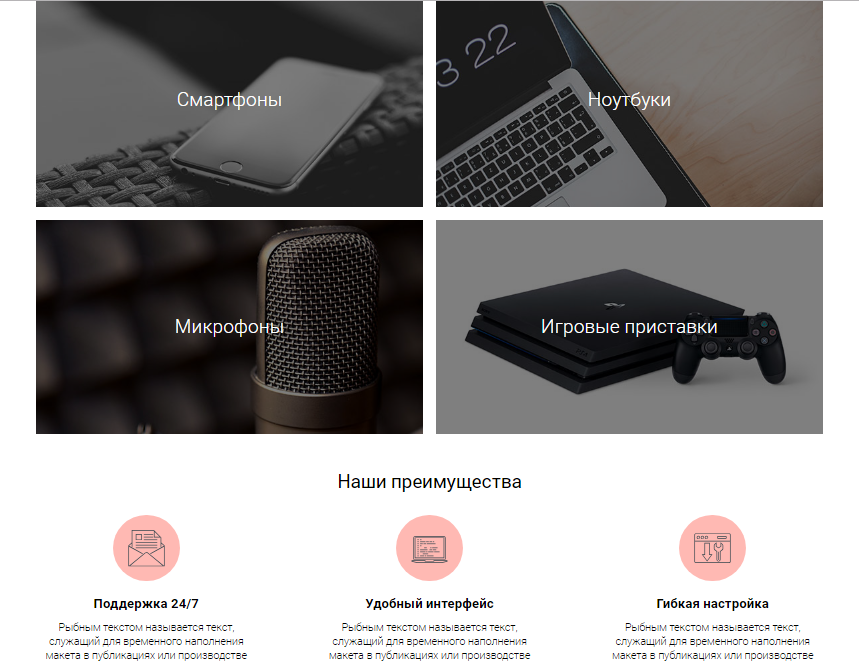 3 22
Смартфоны
Ноутбуки
Микрофоны
Игровые приставки
Наши преимущества
Поддержка 24/7
Удобный интерфейс
Гибкая настройка
Рыбным текстом называется текст,
служащий для временного наполнения
макета в публикациях или производстве
Рыбным текстом называется текст,
служащий для временного наполнения
макета в публикациях или производстве
Рыбным текстом называется текст,
служащий для временного наполнения
макета в публикациях или производстве